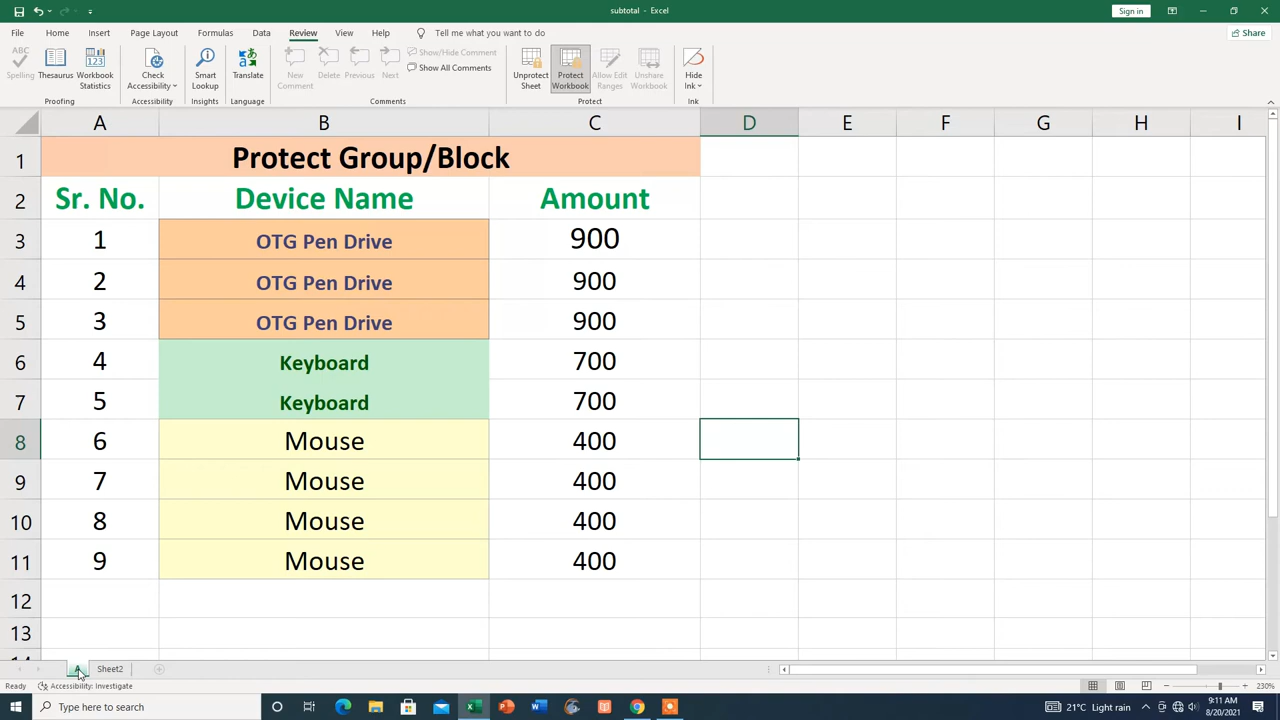 subtotal - Excel
Sign in
File Home Insert Page Layout Formulas Data Review View Help Tell me what you want to do
Share
Spelling Thesaurus Workbook Statistics
Proofing
Check Accessibility
Accessibility
Smart Lookup
Insights
Translate
Language
New Comment Delete Previous Next
Show/Hide Comment
Show All Comments
Comments
Unprotect Sheet Protect Workbook Allow Edit Ranges Unshare Workbook
Protect
Hide Ink
Ink
A B C D E F G H I
1 Protect Group/Block
2 Sr. No. Device Name Amount
3 1 OTG Pen Drive 900
4 2 OTG Pen Drive 900
5 3 OTG Pen Drive 900
6 4 Keyboard 700
7 5 Keyboard 700
8 6 Mouse 400
9 7 Mouse 400
10 8 Mouse 400
11 9 Mouse 400
12
13
14
A Sheet2
Ready Accessibility: Investigate
230%
Type here to search
21°C Light rain
ENG
9:11 AM
8/20/2021